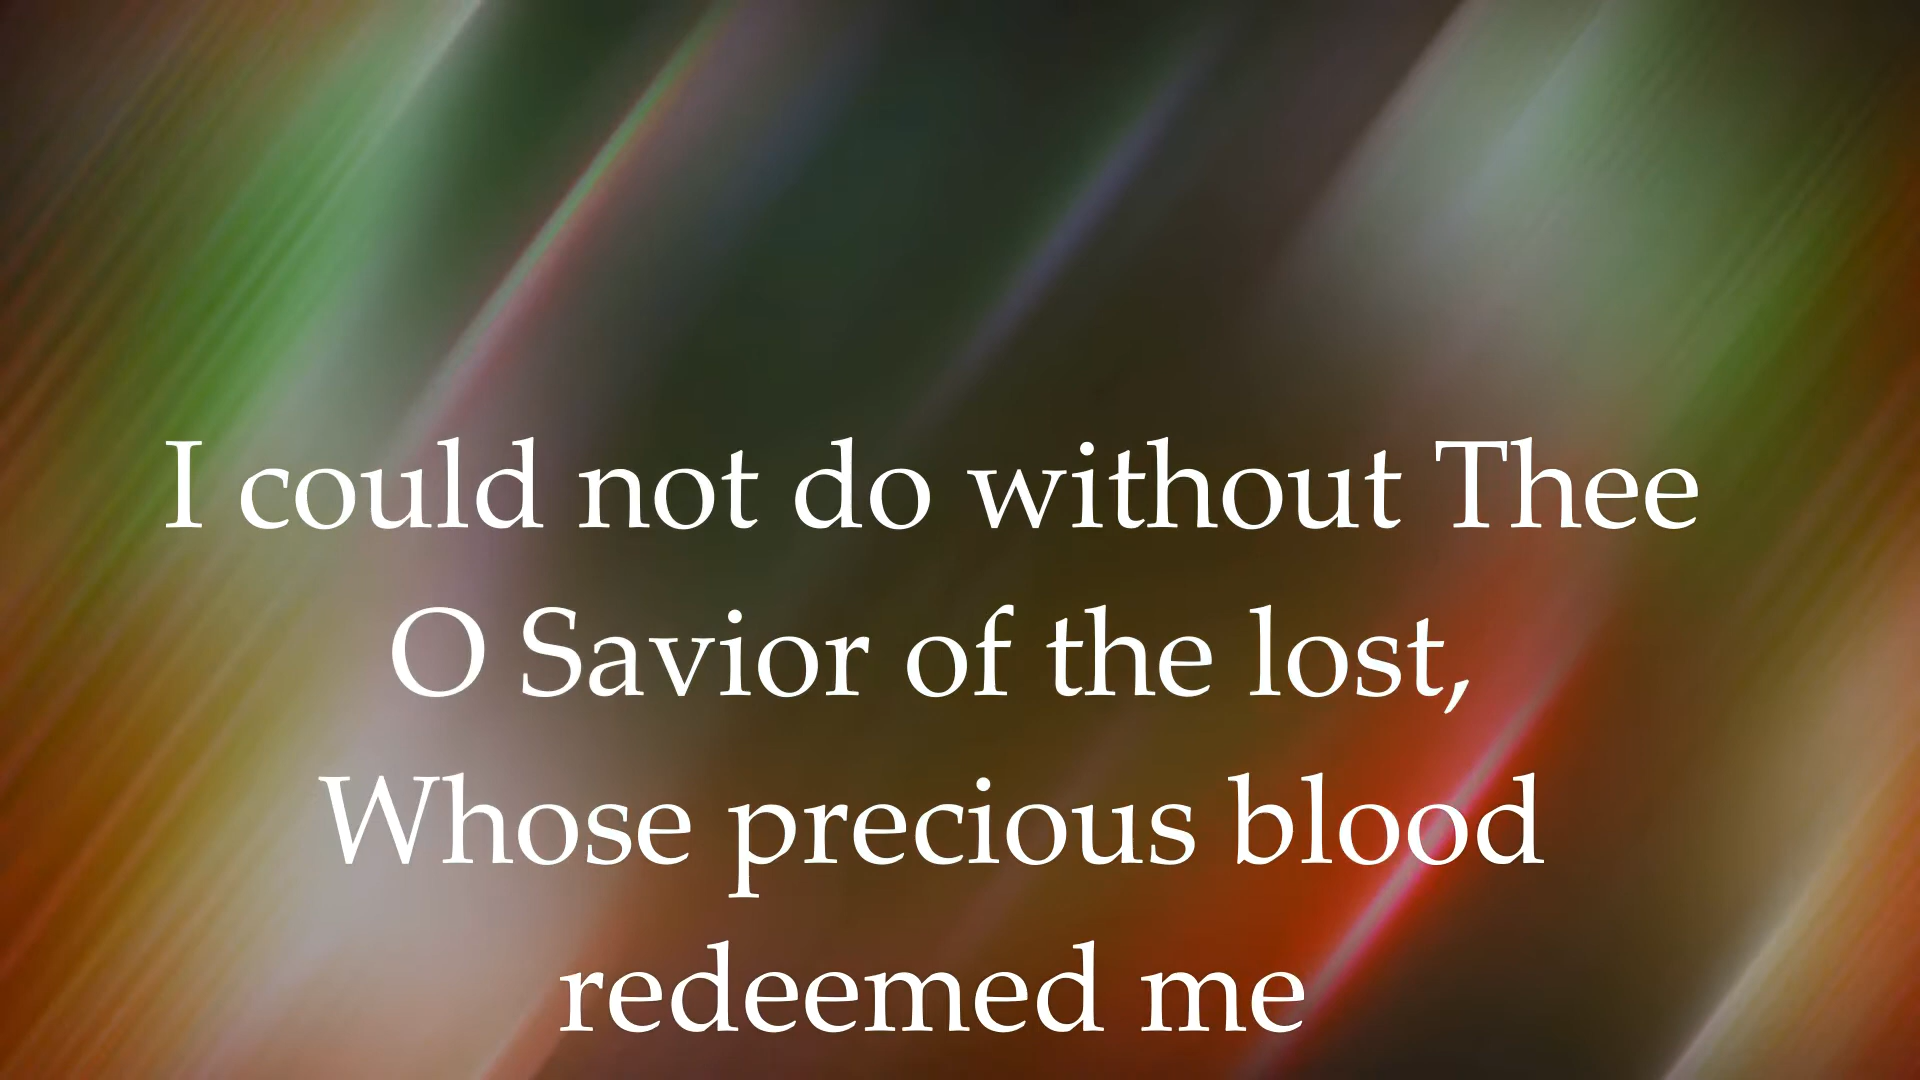 I could not do without Thee
O Savior of the lost,
Whose precious blood
redeemed me